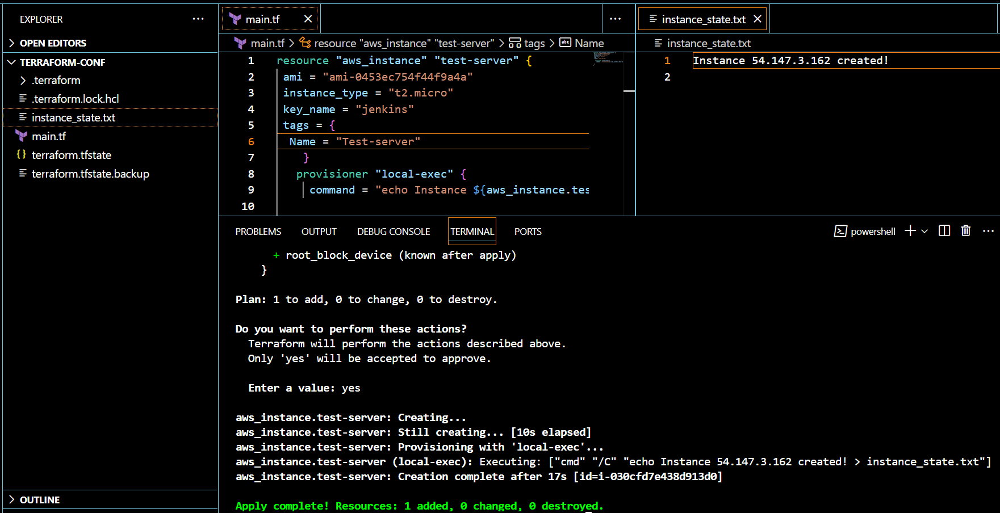 EXPLORER
OPEN EDITORS
TERRAFORM-CONF
.terraform
.terraform.lock.hcl
instance_state.txt
main.tf
terraform.tfstate
terraform.tfstate.backup
OUTLINE
main.tf
main.tf > resource "aws_instance" "test-server" > tags > abc Name
1 resource "aws_instance" "test-server" {
2 ami = "ami-0453ec754f44f9a4a"
3 instance_type = "t2.micro"
4 key_name = "jenkins"
5 tags = {
6 Name = "Test-server"
7 }
8 provisioner "local-exec" {
9 command = "echo Instance ${aws_instance.tes
10
instance_state.txt
instance_state.txt
1 Instance 54.147.3.162 created!
2
PROBLEMS OUTPUT DEBUG CONSOLE TERMINAL PORTS powershell
+ root_block_device (known after apply)
}
Plan: 1 to add, 0 to change, 0 to destroy.
Do you want to perform these actions?
Terraform will perform the actions described above.
Only 'yes' will be accepted to approve.
Enter a value: yes
aws_instance.test-server: Creating...
aws_instance.test-server: Still creating... [10s elapsed]
aws_instance.test-server: Provisioning with 'local-exec'...
aws_instance.test-server (local-exec): Executing: ["cmd" "/C" "echo Instance 54.147.3.162 created! > instance_state.txt"]
aws_instance.test-server: Creation complete after 17s [id=i-030cfd7e438d913d0]
Apply complete! Resources: 1 added, 0 changed, 0 destroyed.